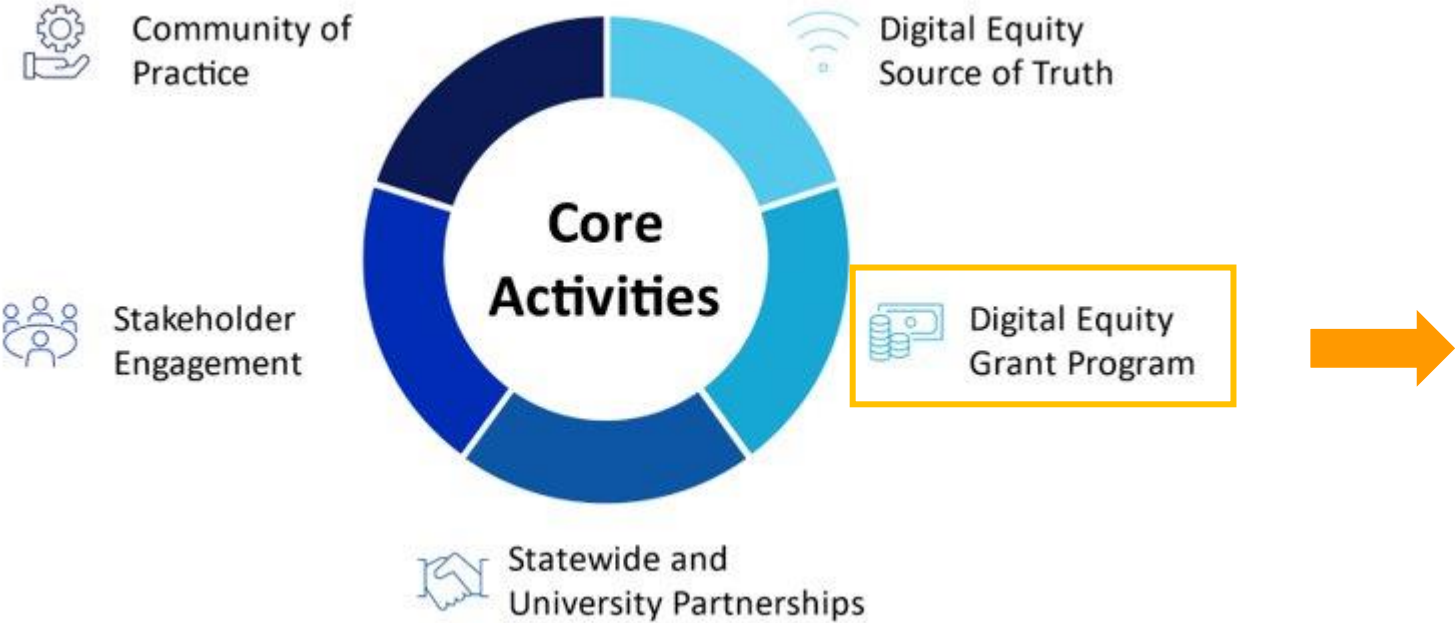 Community of
Practice
Digital Equity
Source of Truth
Core
Activities
Stakeholder
Engagement
Digital Equity
Grant Program
Statewide and
University Partnerships